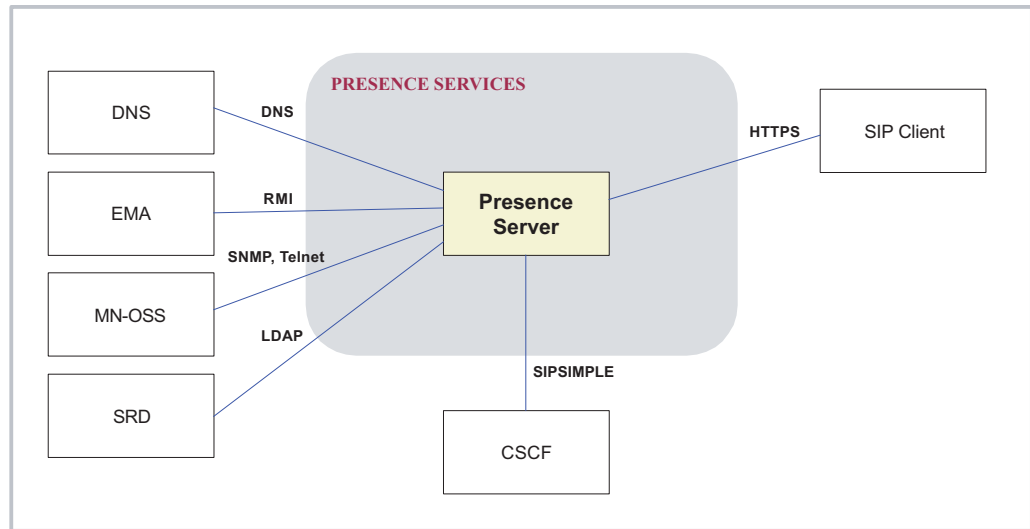 PRESENCE SERVICES
DNS
DNS
HTTPS
SIP Client
EMA
RMI
Presence
Server
SNMP, Telnet
MN-OSS
LDAP
SRD
SIPSIMPLE
CSCF